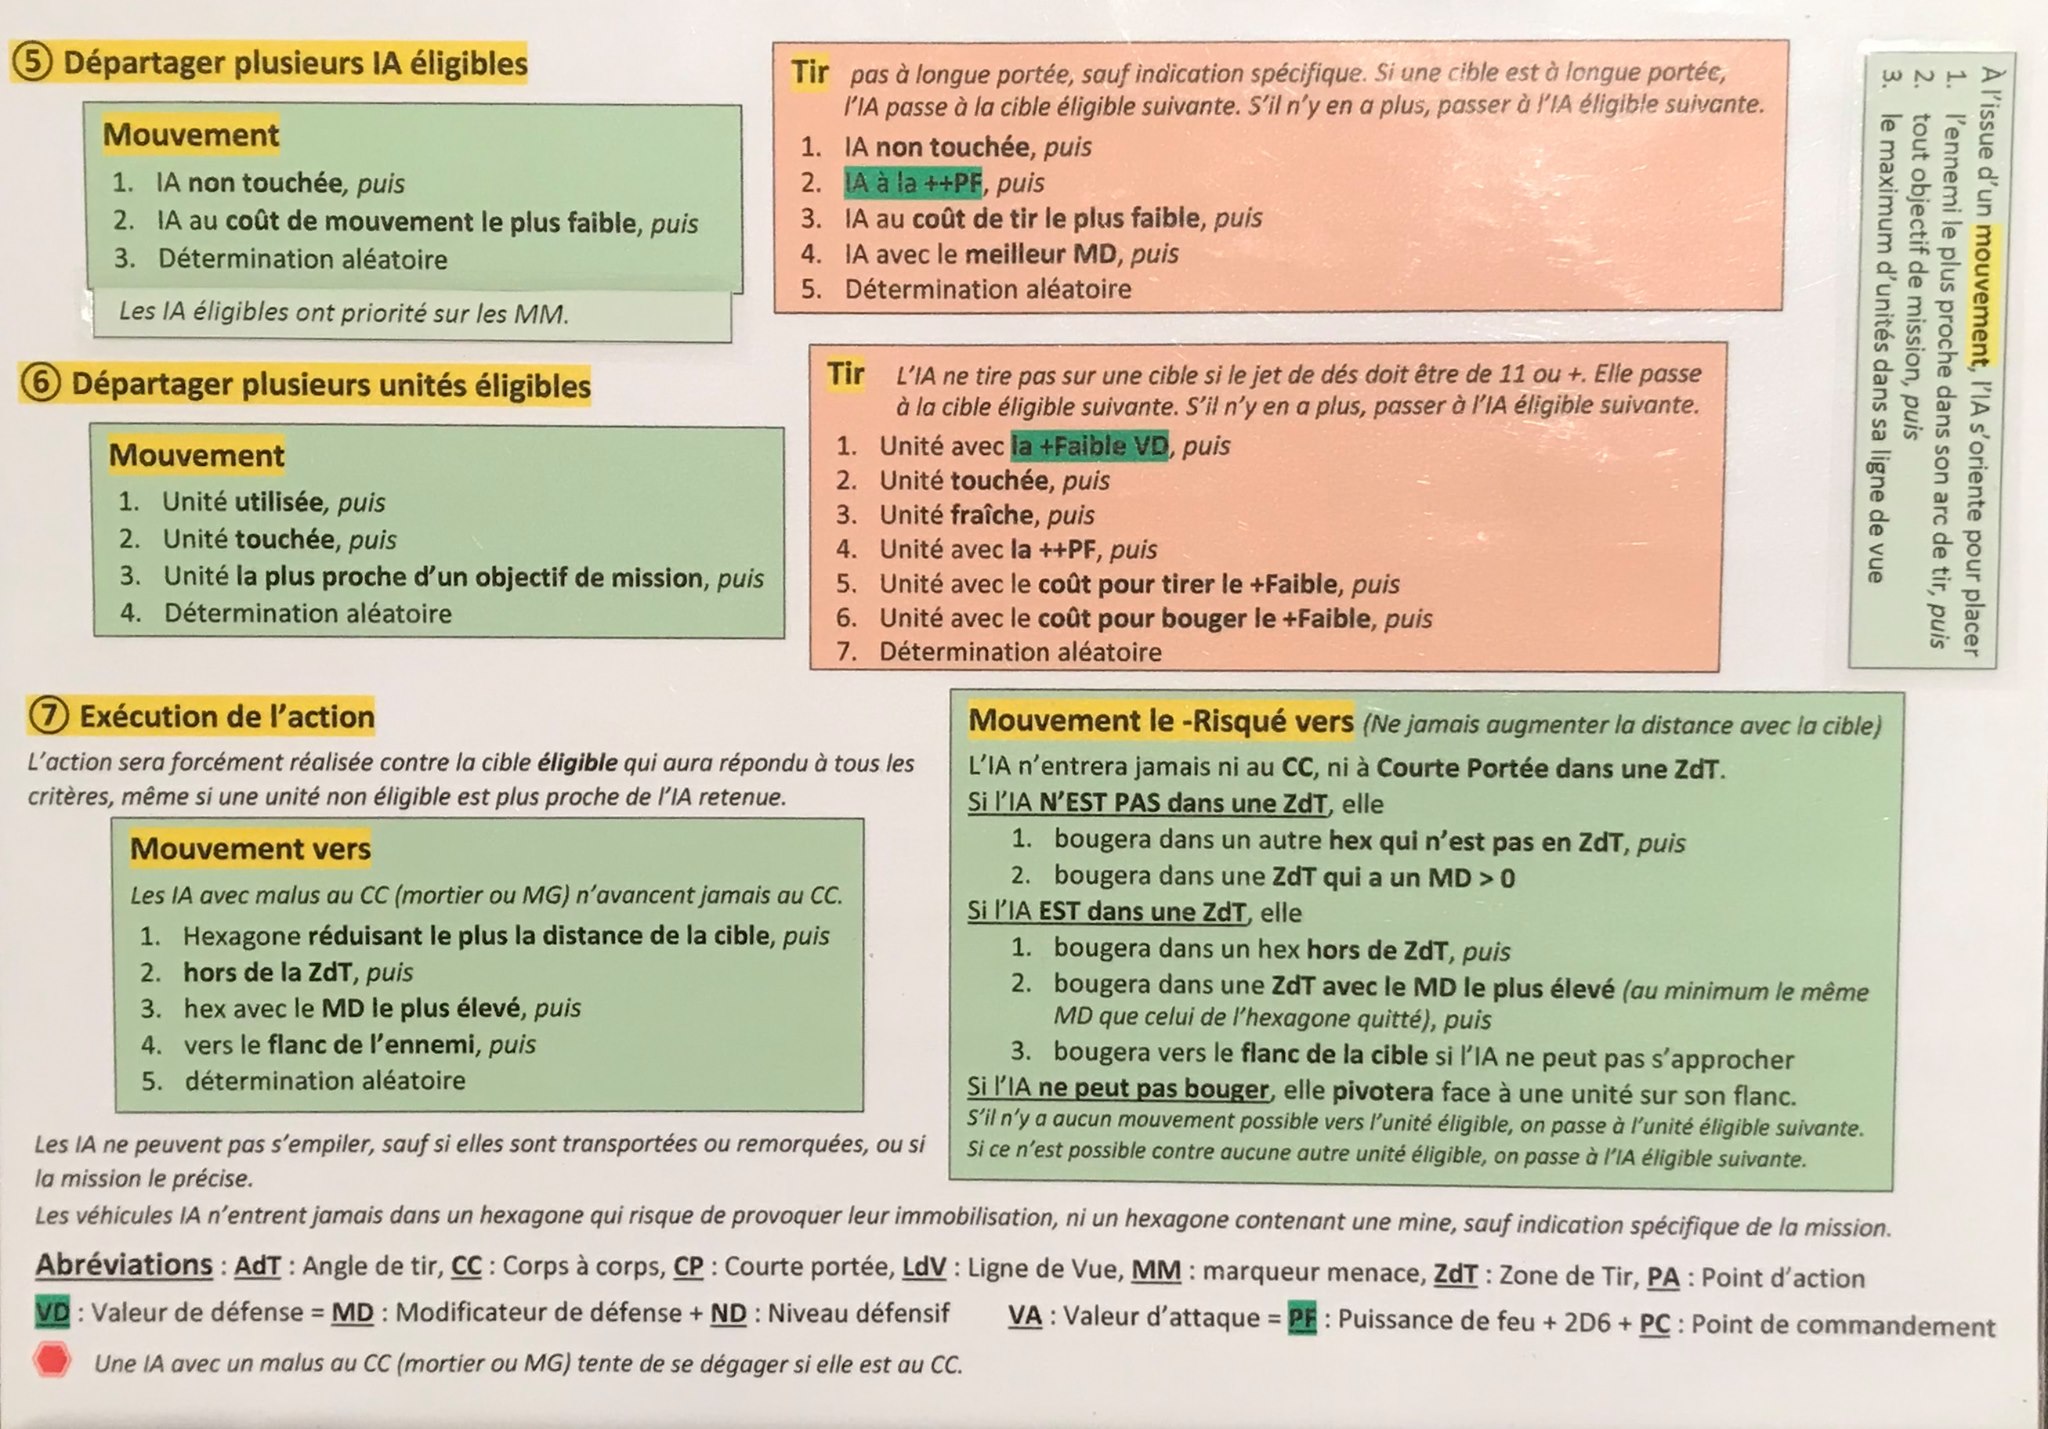 ⑤ Départager plusieurs IA éligibles
Mouvement
1. IA non touchée, puis
2. IA au coût de mouvement le plus faible, puis
3. Détermination aléatoire
Les IA éligibles ont priorité sur les MM.
Tir pas à longue portée, sauf indication spécifique. Si une cible est à longue portée,
l'IA passe à la cible éligible suivante. S'il n'y en a plus, passer à l'IA éligible suivante.
1. IA non touchée, puis
2. IA à la ++PF, puis
3. IA au coût de tir le plus faible, puis
4. IA avec le meilleur MD, puis
5. Détermination aléatoire
À l'issue d'un mouvement, l'IA s'oriente pour placer
1. l'ennemi le plus proche dans son arc de tir, puis
2. tout objectif de mission, puis
3. le maximum d'unités dans sa ligne de vue
⑥ Départager plusieurs unités éligibles
Mouvement
1. Unité utilisée, puis
2. Unité touchée, puis
3. Unité la plus proche d'un objectif de mission, puis
4. Détermination aléatoire
Tir L'IA ne tire pas sur une cible si le jet de dés doit être de 11 ou +. Elle passe
à la cible éligible suivante. S'il n'y en a plus, passer à l'IA éligible suivante.
1. Unité avec la +Faible VD, puis
2. Unité touchée, puis
3. Unité fraîche, puis
4. Unité avec la ++PF, puis
5. Unité avec le coût pour tirer le +Faible, puis
6. Unité avec le coût pour bouger le +Faible, puis
7. Détermination aléatoire
⑦ Exécution de l'action
L'action sera forcément réalisée contre la cible éligible qui aura répondu à tous les
critères, même si une unité non éligible est plus proche de l'IA retenue.
Mouvement vers
Les IA avec malus au CC (mortier ou MG) n'avancent jamais au CC.
1. Hexagone réduisant le plus la distance de la cible, puis
2. hors de la ZdT, puis
3. hex avec le MD le plus élevé, puis
4. vers le flanc de l'ennemi, puis
5. détermination aléatoire
Mouvement le -Risqué vers (Ne jamais augmenter la distance avec la cible)
L'IA n'entrera jamais ni au CC, ni à Courte Portée dans une ZdT.
Si l'IA N'EST PAS dans une ZdT, elle
1. bougera dans un autre hex qui n'est pas en ZdT, puis
2. bougera dans une ZdT qui a un MD > 0
Si l'IA EST dans une ZdT, elle
1. bougera dans un hex hors de ZdT, puis
2. bougera dans une ZdT avec le MD le plus élevé (au minimum le même
MD que celui de l'hexagone quitté), puis
3. bougera vers le flanc de la cible si l'IA ne peut pas s'approcher
Si l'IA ne peut pas bouger, elle pivotera face à une unité sur son flanc.
S'il n'y a aucun mouvement possible vers l'unité éligible, on passe à l'unité éligible suivante.
Si ce n'est possible contre aucune autre unité éligible, on passe à l'IA éligible suivante.
Les IA ne peuvent pas s'empiler, sauf si elles sont transportées ou remorquées, ou si
la mission le précise.
Les véhicules IA n'entrent jamais dans un hexagone qui risque de provoquer leur immobilisation, ni un hexagone contenant une mine, sauf indication spécifique de la mission.
Abréviations : AdT : Angle de tir, CC : Corps à corps, CP : Courte portée, LdV : Ligne de Vue, MM : marqueur menace, ZdT : Zone de Tir, PA : Point d'action
VD : Valeur de défense = MD : Modificateur de défense + ND : Niveau défensif VA : Valeur d'attaque = PF : Puissance de feu + 2D6 + PC : Point de commandement
Une IA avec un malus au CC (mortier ou MG) tente de se dégager si elle est au CC.